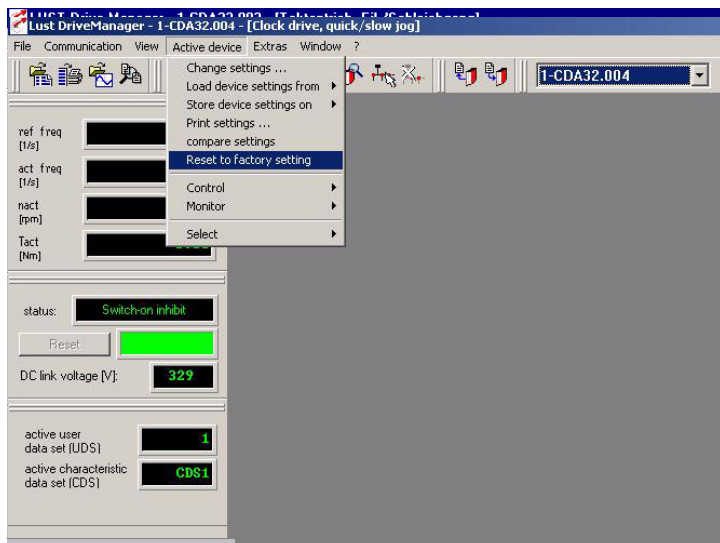 Lust DriveManager - 1-CDA32.004 - [Clock drive, quick/slow jog]
File Communication View Active device Extras Window ?
Change settings ...
Load device settings from
Store device settings on
Print settings ...
compare settings
Reset to factory setting
Control
Monitor
Select
1-CDA32.004
ref freq
[1/s]
act freq
[1/s]
nact
[rpm]
Tact
[Nm]
status: Switch-on inhibit
Reset
DC link voltage [V]: 329
active user
data set (UDS)
1
active characteristic
data set (CDS)
CDS1